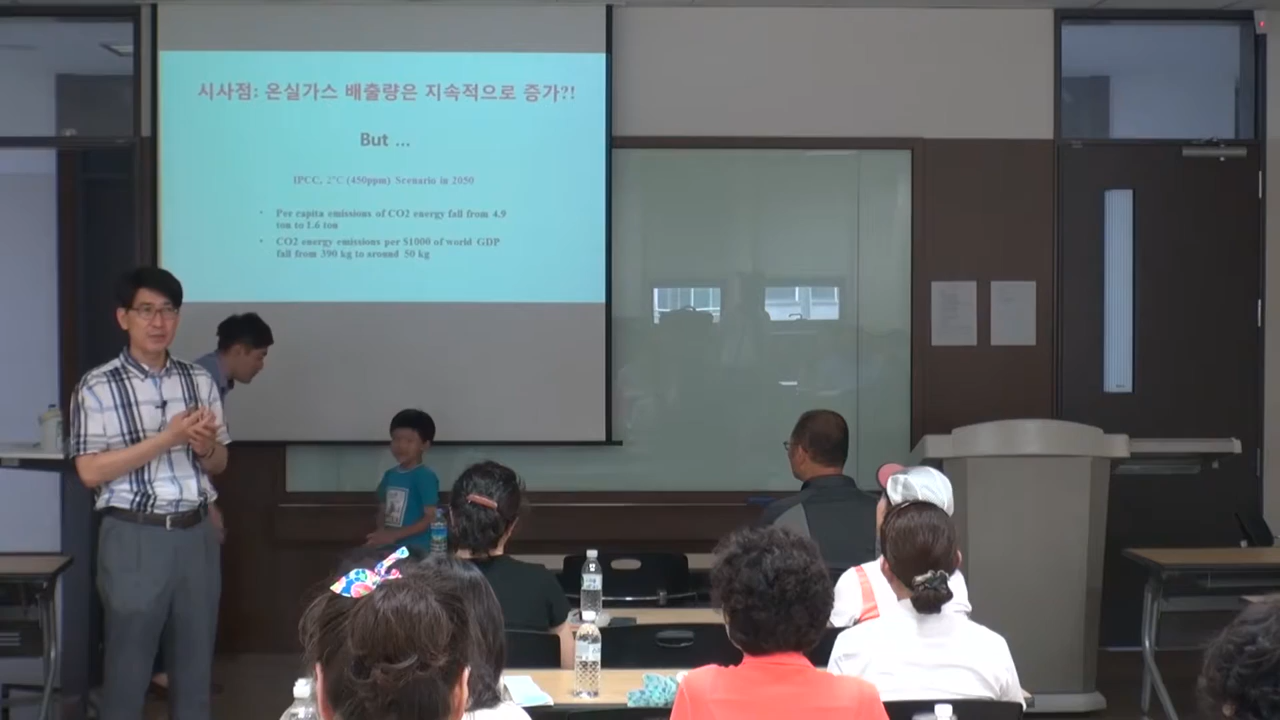 시사점: 온실가스 배출량은 지속적으로 증가?!
But ...
IPCC, 2°C (450ppm) Scenario in 2050
• Per capita emissions of CO2 energy fall from 4.9
ton to 1.6 ton
• CO2 energy emissions per $1000 of world GDP
fall from 390 kg to around 50 kg